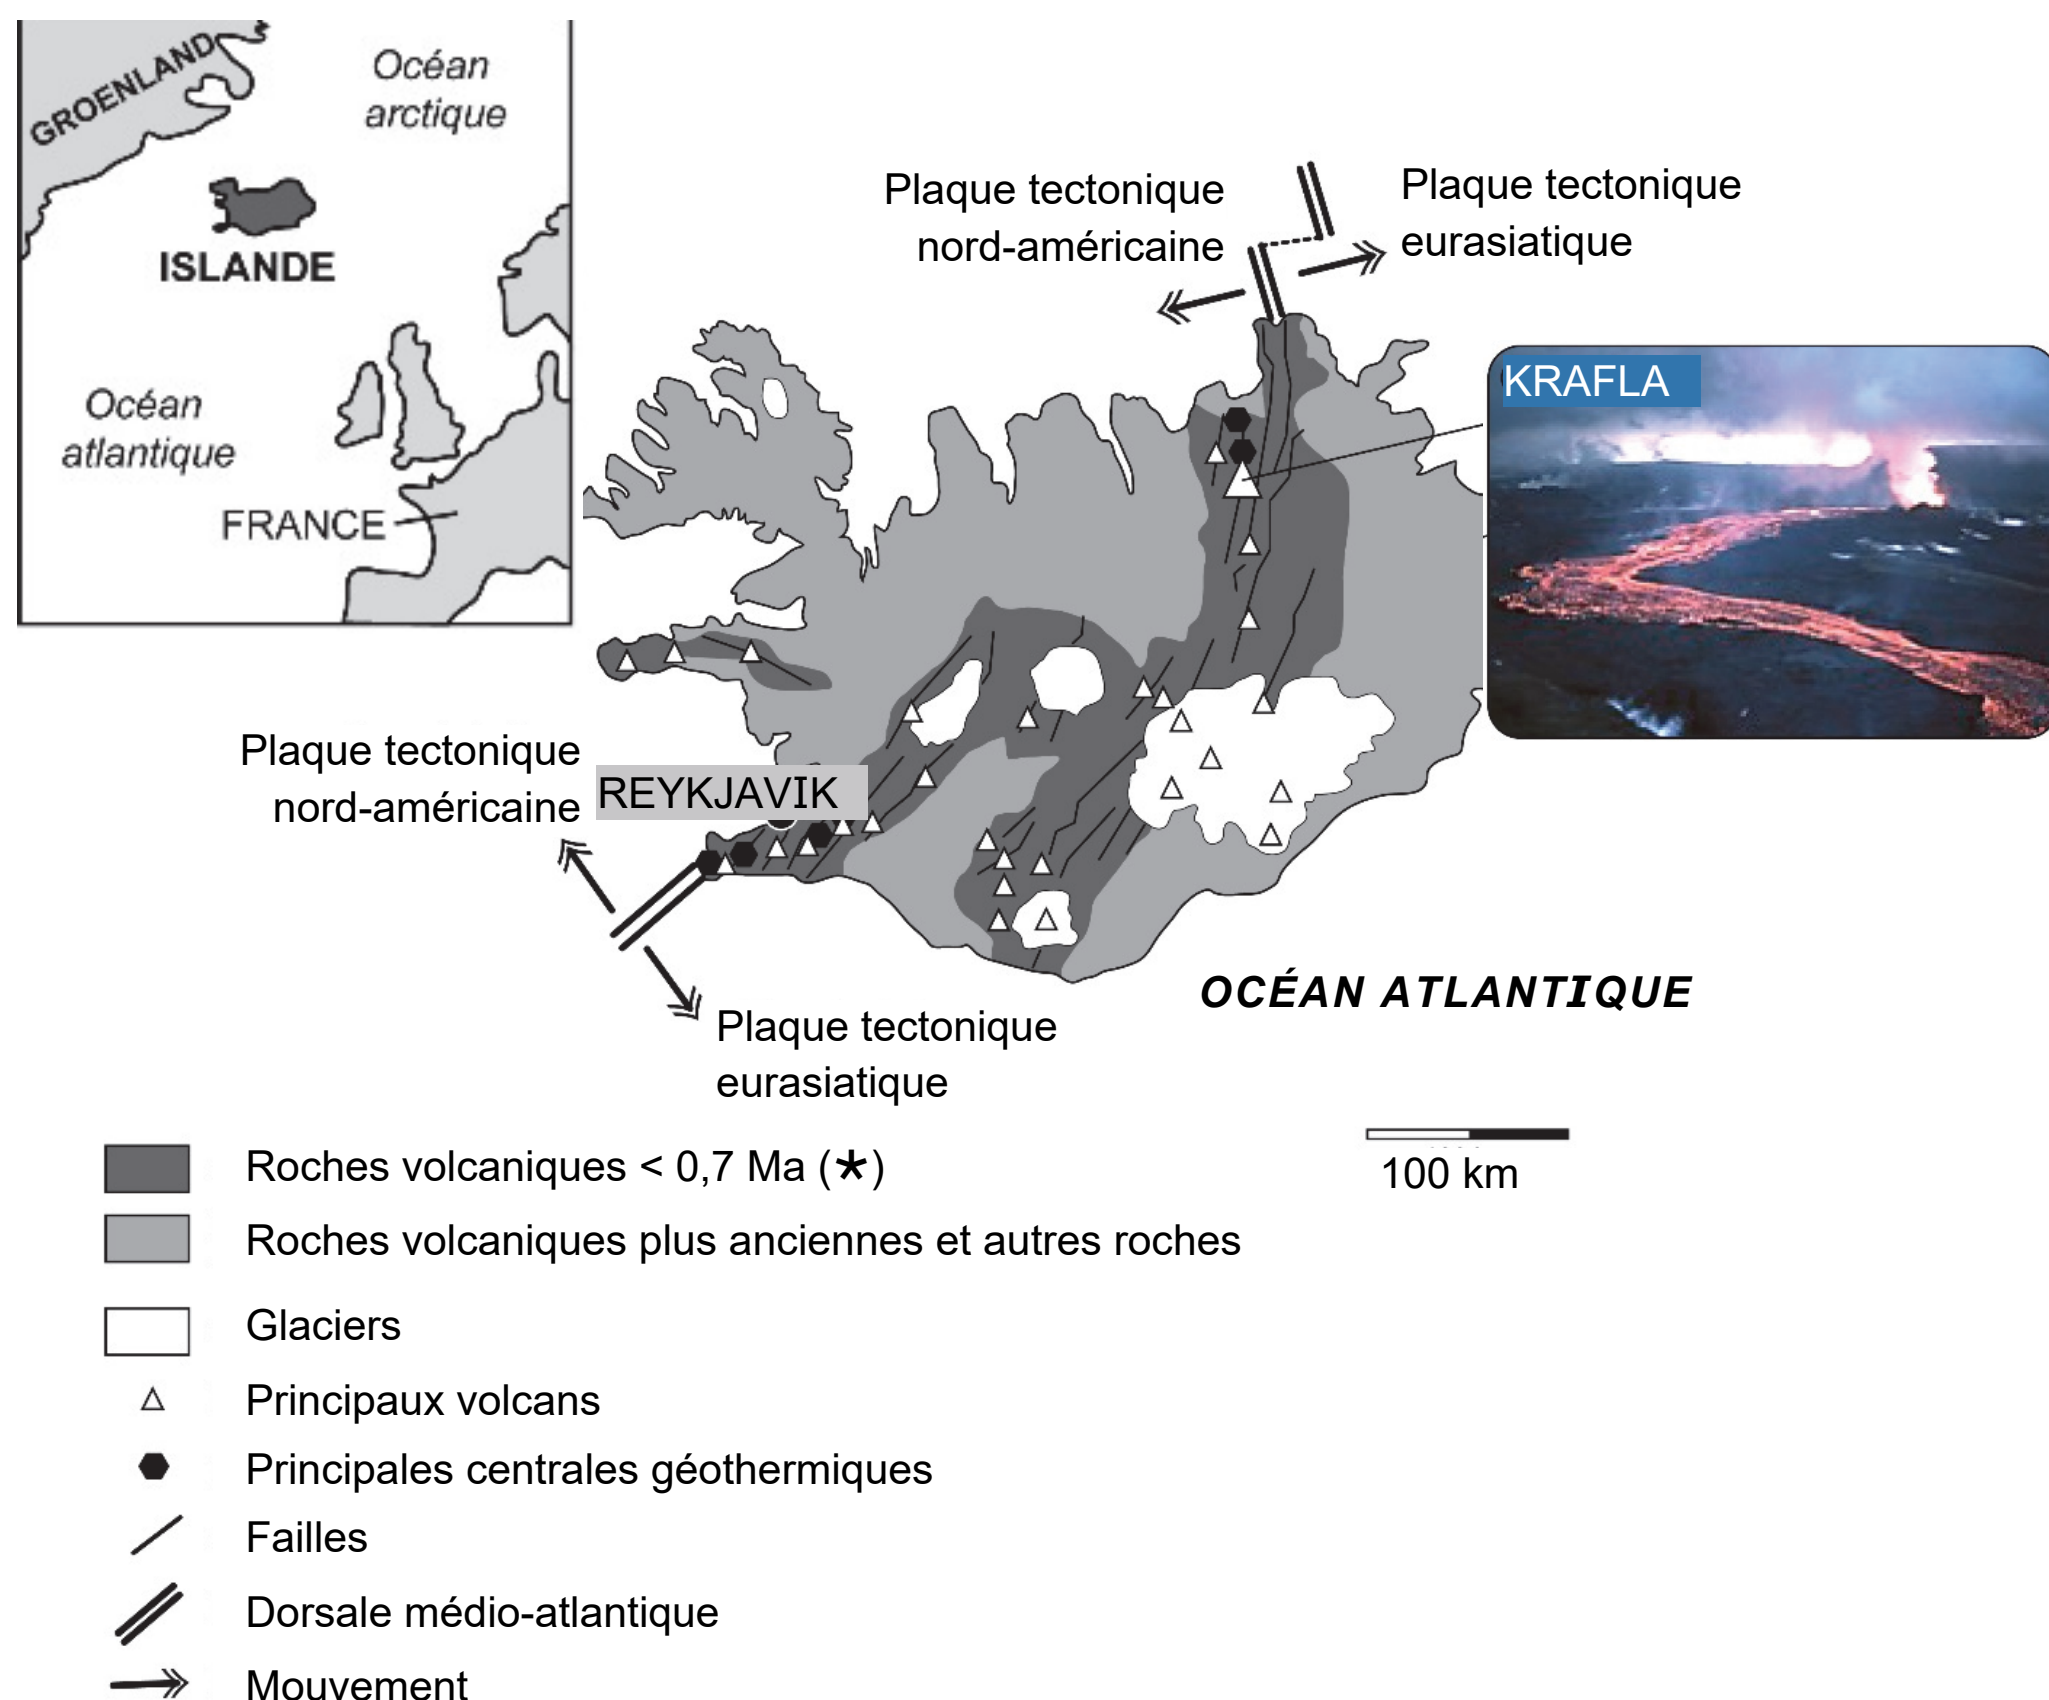 GROENLAND
Océan
arctique
ISLANDE
Océan
atlantique
FRANCE
Plaque tectonique
nord-américaine
Plaque tectonique
eurasiatique
KRAFLA
Plaque tectonique
nord-américaine
REYKJAVIK
Plaque tectonique
eurasiatique
OCÉAN ATLANTIQUE
100 km
Roches volcaniques < 0,7 Ma (*)
Roches volcaniques plus anciennes et autres roches
Glaciers
Principaux volcans
Principales centrales géothermiques
Failles
Dorsale médio-atlantique
Mouvement